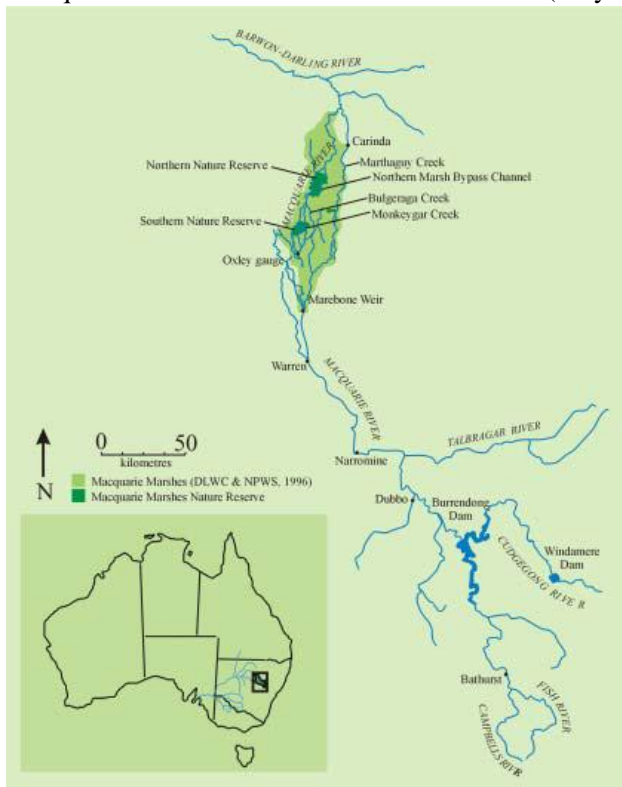 BARWON-DARLING RIVER
Carinda
MACQUARIE RIVER
Northern Nature Reserve
Marthaguy Creek
Northern Marsh Bypass Channel
Bulgeraga Creek
Southern Nature Reserve
Monkeygar Creek
Oxley gauge
Marebone Weir
Warren
MACQUARIE RIVER
TALBRAGAR RIVER
0 50
kilometres
N
Narromine
Macquarie Marshes (DLWC & NPWS, 1996)
Macquarie Marshes Nature Reserve
Dubbo
Burrendong
Dam
Windamere
Dam
CUDGEGONG RIVE R
Bathurst
FISH RIVER
CAMPBELLS RIVR